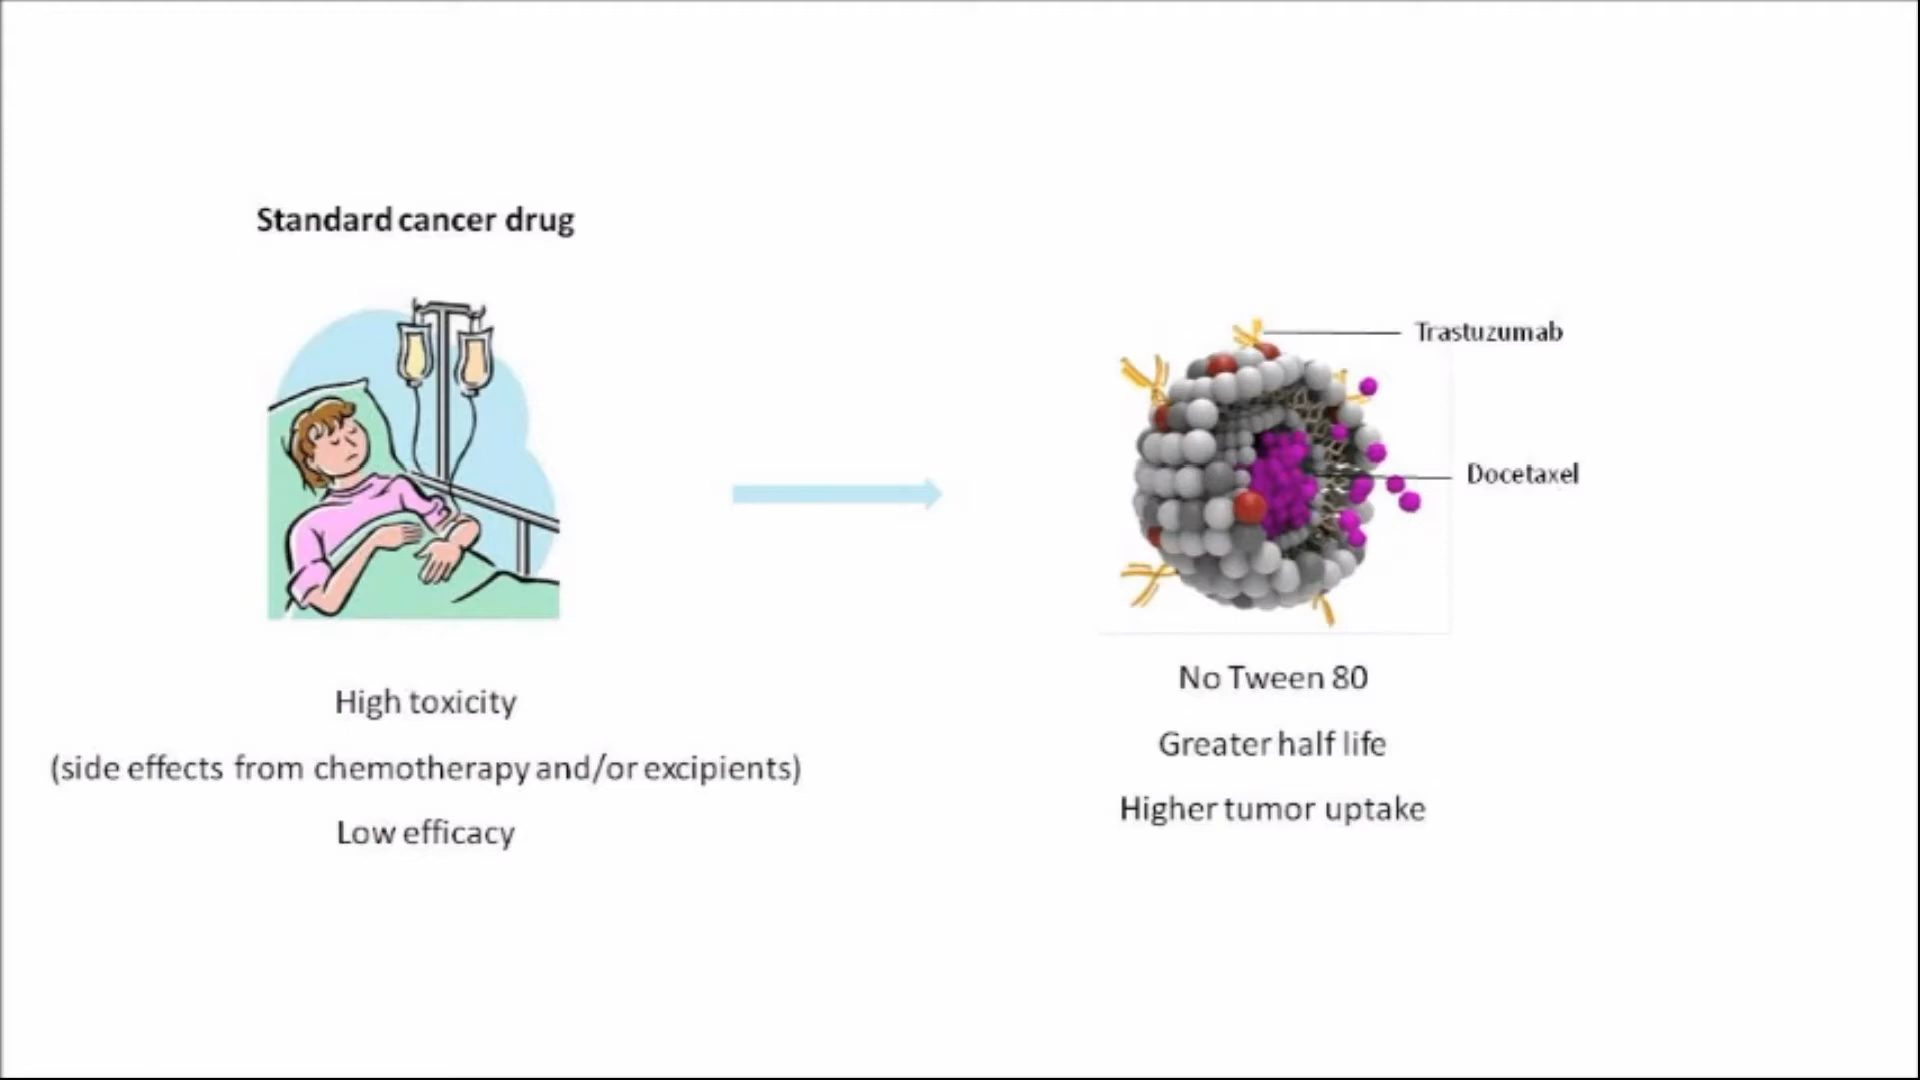 Standard cancer drug
High toxicity
(side effects from chemotherapy and/or excipients)
Low efficacy
Trastuzumab
Docetaxel
No Tween 80
Greater half life
Higher tumor uptake